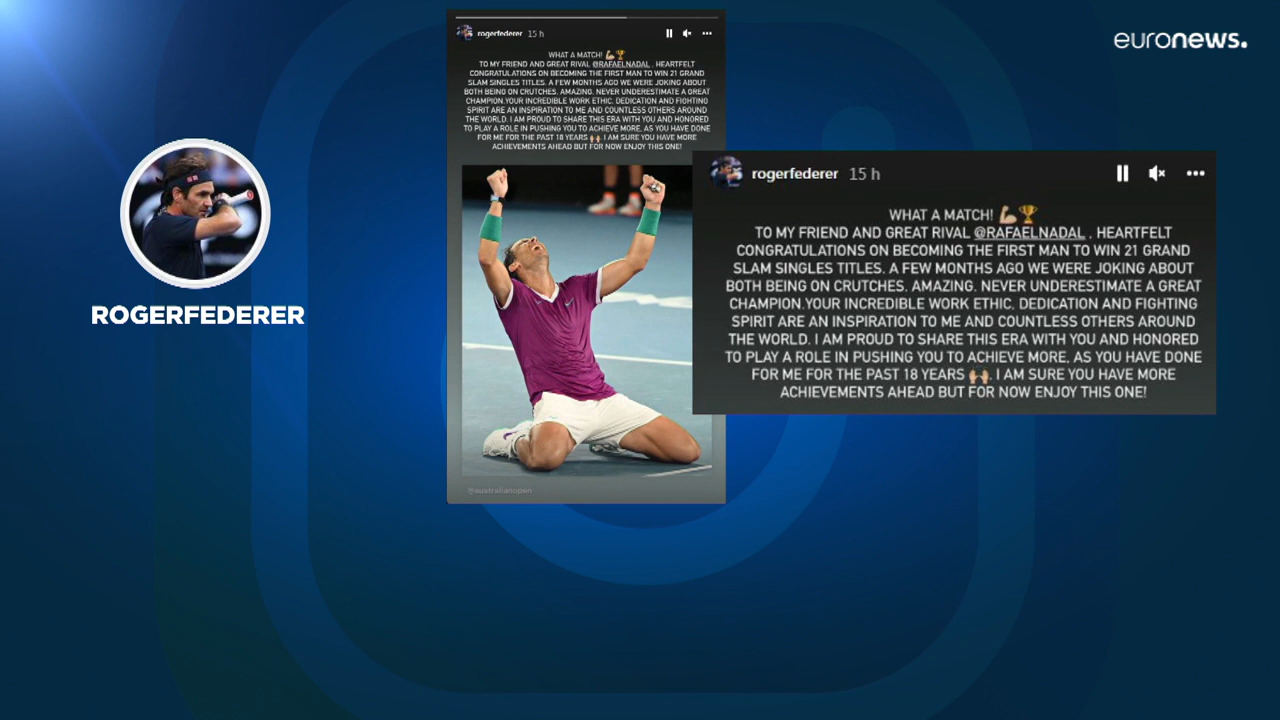 euronews.
rogerfederer 15 h
WHAT A MATCH! 💪🏼🏆
TO MY FRIEND AND GREAT RIVAL @RAFAELNADAL , HEARTFELT
CONGRATULATIONS ON BECOMING THE FIRST MAN TO WIN 21 GRAND
SLAM SINGLES TITLES. A FEW MONTHS AGO WE WERE JOKING ABOUT
BOTH BEING ON CRUTCHES. AMAZING. NEVER UNDERESTIMATE A GREAT
CHAMPION.YOUR INCREDIBLE WORK ETHIC, DEDICATION AND FIGHTING
SPIRIT ARE AN INSPIRATION TO ME AND COUNTLESS OTHERS AROUND
THE WORLD. I AM PROUD TO SHARE THIS ERA WITH YOU AND HONORED
TO PLAY A ROLE IN PUSHING YOU TO ACHIEVE MORE, AS YOU HAVE DONE
FOR ME FOR THE PAST 18 YEARS 🙌🏼. I AM SURE YOU HAVE MORE
ACHIEVEMENTS AHEAD BUT FOR NOW ENJOY THIS ONE!
@australianopen
ROGERFEDERER
rogerfederer 15 h
WHAT A MATCH! 💪🏼🏆
TO MY FRIEND AND GREAT RIVAL @RAFAELNADAL , HEARTFELT
CONGRATULATIONS ON BECOMING THE FIRST MAN TO WIN 21 GRAND
SLAM SINGLES TITLES. A FEW MONTHS AGO WE WERE JOKING ABOUT
BOTH BEING ON CRUTCHES. AMAZING. NEVER UNDERESTIMATE A GREAT
CHAMPION.YOUR INCREDIBLE WORK ETHIC, DEDICATION AND FIGHTING
SPIRIT ARE AN INSPIRATION TO ME AND COUNTLESS OTHERS AROUND
THE WORLD. I AM PROUD TO SHARE THIS ERA WITH YOU AND HONORED
TO PLAY A ROLE IN PUSHING YOU TO ACHIEVE MORE, AS YOU HAVE DONE
FOR ME FOR THE PAST 18 YEARS 🙌🏼. I AM SURE YOU HAVE MORE
ACHIEVEMENTS AHEAD BUT FOR NOW ENJOY THIS ONE!